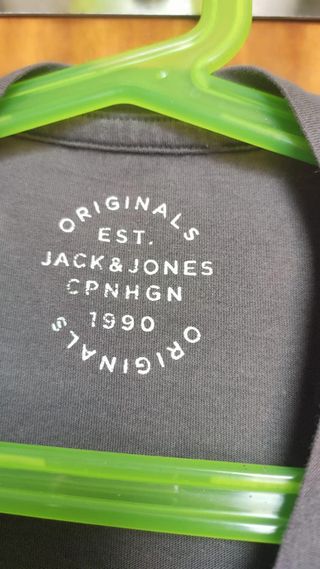 ORIGINALS
EST.
JACK&JONES
CPNHGN
1990
ORIGINALS